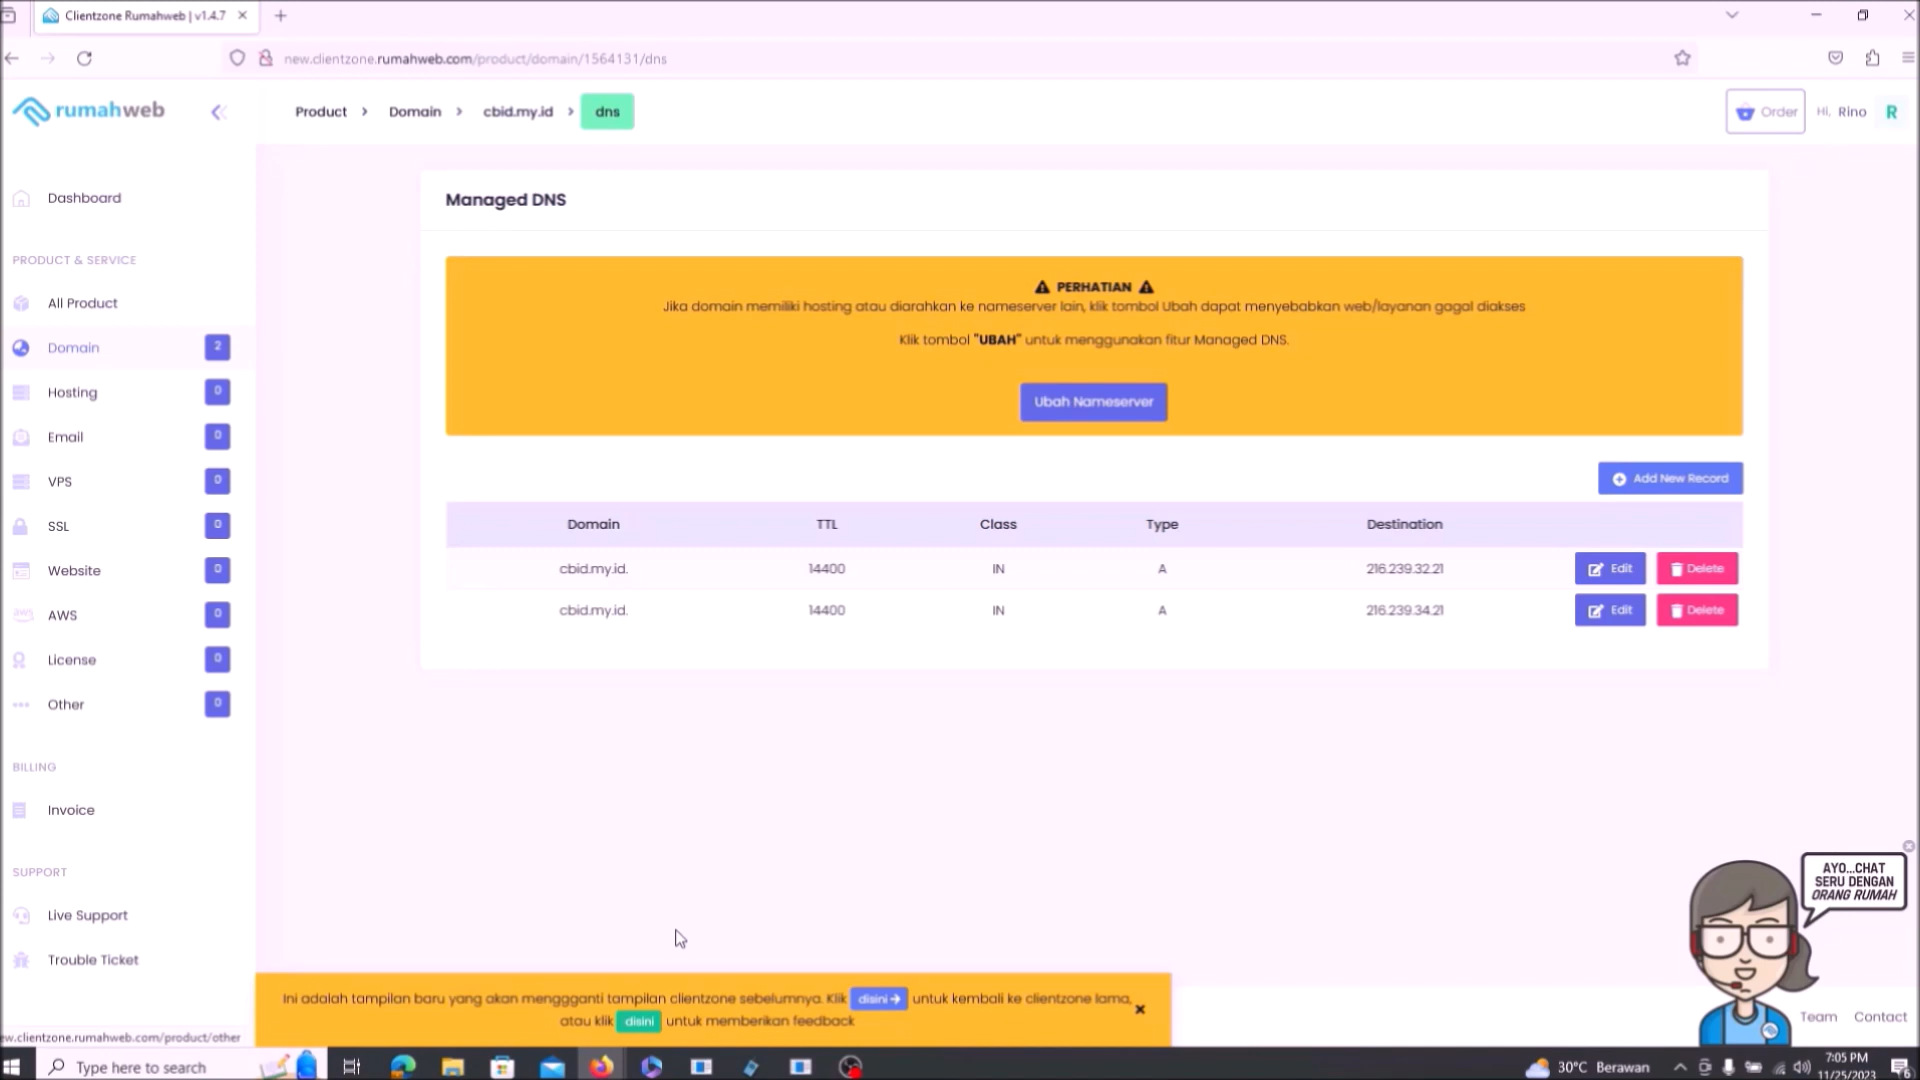 Clientzone Rumahweb | v1.4.7
new.clientzone.rumahweb.com/product/domain/1564131/dns
rumahweb
Product > Domain > cbid.my.id > dns
Order
Hi, Rino R
Dashboard
PRODUCT & SERVICE
All Product
Domain 2
Hosting 0
Email 0
VPS 0
SSL 0
Website 0
AWS 0
License 0
Other 0
BILLING
Invoice
SUPPORT
Live Support
Trouble Ticket
Managed DNS
PERHATIAN
Jika domain memiliki hosting atau diarahkan ke nameserver lain, klik tombol Ubah dapat menyebabkan web/layanan gagal diakses
Klik tombol "UBAH" untuk menggunakan fitur Managed DNS.
Ubah Nameserver
Add New Record
Domain TTL Class Type Destination
cbid.my.id. 14400 IN A 216.239.32.21 Edit Delete
cbid.my.id. 14400 IN A 216.239.34.21 Edit Delete
AYO...CHAT
SERU DENGAN
ORANG RUMAH
Ini adalah tampilan baru yang akan menggganti tampilan clientzone sebelumnya. Klik disini → untuk kembali ke clientzone lama,
atau klik disini untuk memberikan feedback
Team Contact
ew.clientzone.rumahweb.com/product/other
Type here to search
30°C Berawan
7:05 PM
11/25/2023
6